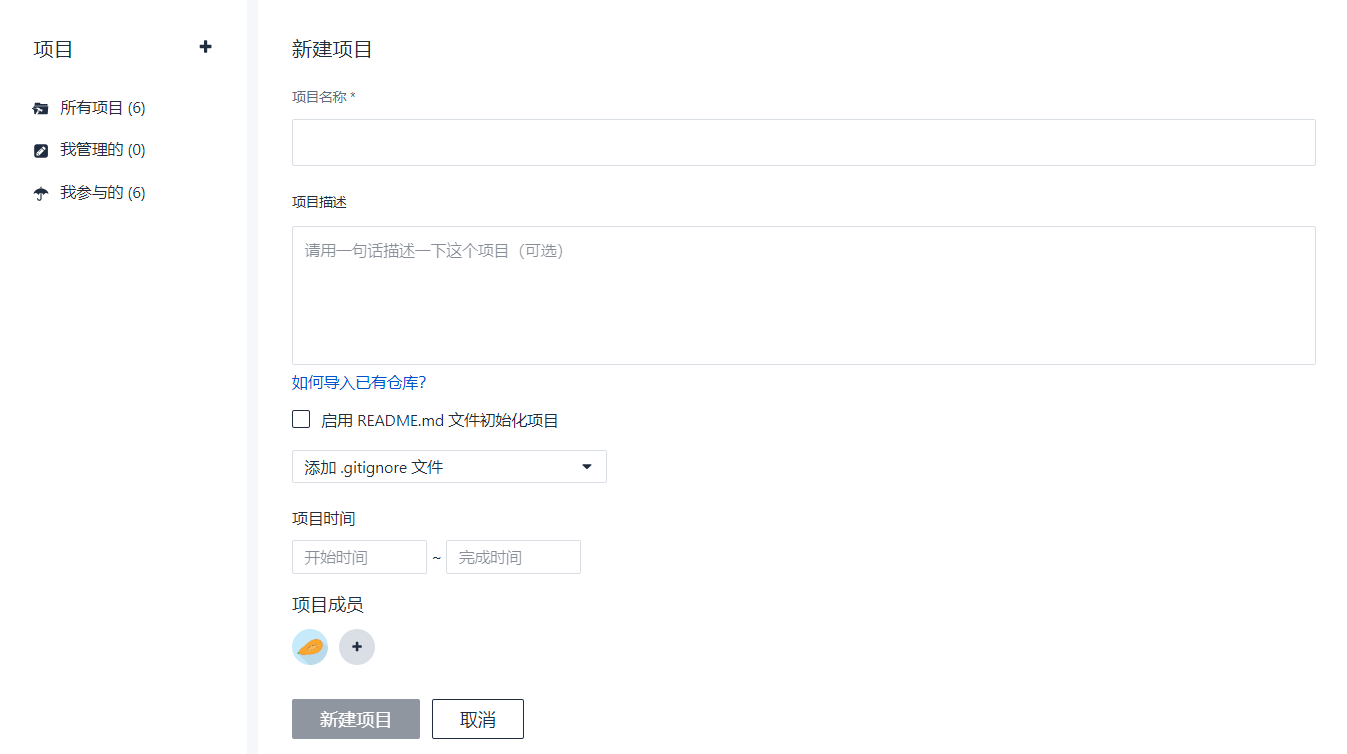 项目
所有项目 (6)
我管理的 (0)
我参与的 (6)
新建项目
项目名称 *
项目描述
请用一句话描述一下这个项目（可选）
如何导入已有仓库？
启用 README.md 文件初始化项目
添加 .gitignore 文件
项目时间
开始时间 ~ 完成时间
项目成员
新建项目 取消